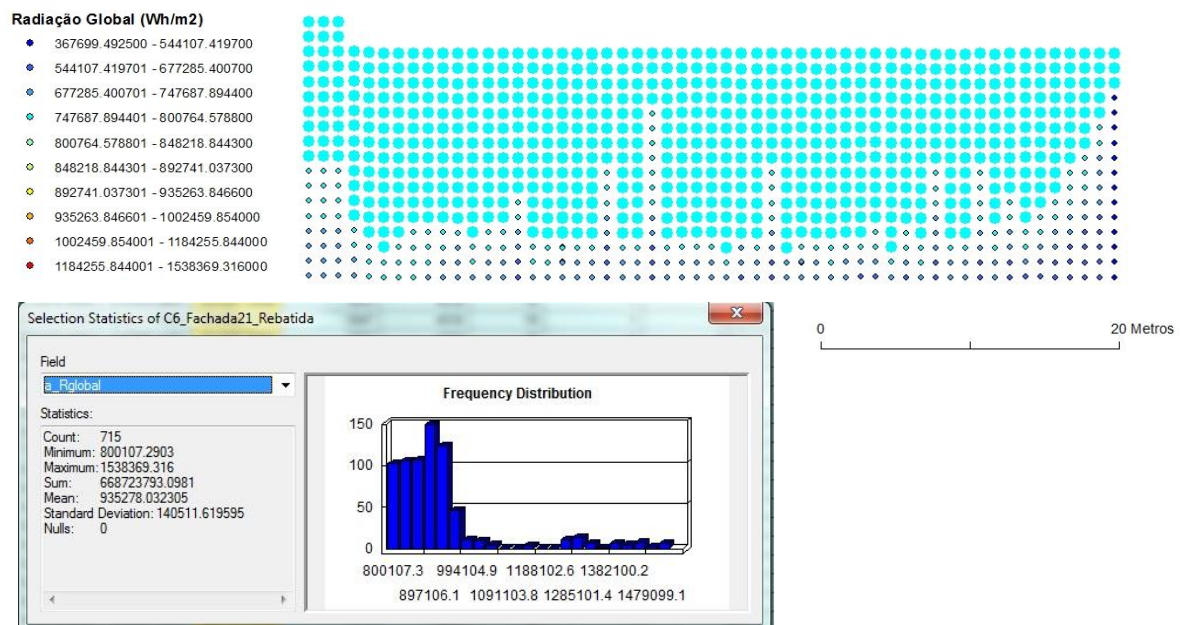 Radiação Global (Wh/m2)
367699.492500 - 544107.419700
544107.419701 - 677285.400700
677285.400701 - 747687.894400
747687.894401 - 800764.578800
800764.578801 - 848218.844300
848218.844301 - 892741.037300
892741.037301 - 935263.846600
935263.846601 - 1002459.854000
1002459.854001 - 1184255.844000
1184255.844001 - 1538369.316000
0 20 Metros
Selection Statistics of C6_Fachada21_Rebatida
Field
a_Rglobal
Statistics:
Count: 715
Minimum: 800107.2903
Maximum: 1538369.316
Sum: 668723793.0981
Mean: 935278.032305
Standard Deviation: 140511.619595
Nulls: 0
Frequency Distribution
150
100
50
0
800107.3 994104.9 1188102.6 1382100.2
897106.1 1091103.8 1285101.4 1479099.1